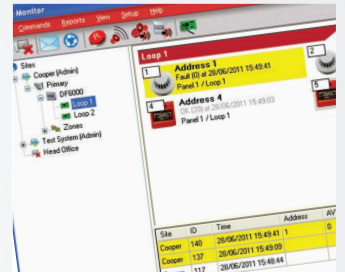 Monitor
Commands Reports View Setup Help
Sites
Cooper (Admin)
Primary
DF6000
Loop 1
Loop 2
Zones
Test System (Admin)
Head Office
Loop 1
1 Address 1
Fault (0) at 28/06/2011 15:49:41
Panel 1 / Loop 1
2
4 Address 4
OK (20) at 28/06/2011 15:49:03
Panel 1 / Loop 1
5
Site ID Time Address AV
Cooper 140 28/06/2011 15:49:41 1 0
Cooper 137 28/06/2011 15:49:09
117 28/06/2011 15:48:44